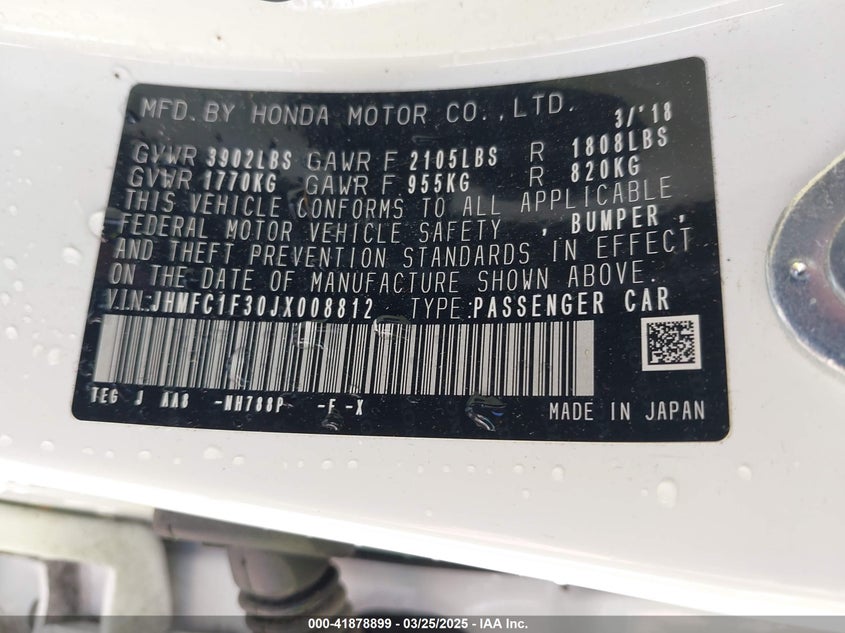 MFD. BY HONDA MOTOR CO., LTD. 3/'18
GVWR 3902LBS GAWR F 2105LBS R 1808LBS
GVWR 1770KG GAWR F 955KG R 820KG
THIS VEHICLE CONFORMS TO ALL APPLICABLE
FEDERAL MOTOR VEHICLE SAFETY , BUMPER ,
AND THEFT PREVENTION STANDARDS IN EFFECT
ON THE DATE OF MANUFACTURE SHOWN ABOVE.
VIN:JHMFC1F30JX008812 TYPE:PASSENGER CAR
TEG J AA8 -NH788P -F -X MADE IN JAPAN
000-41878899 - 03/25/2025 - IAA Inc.